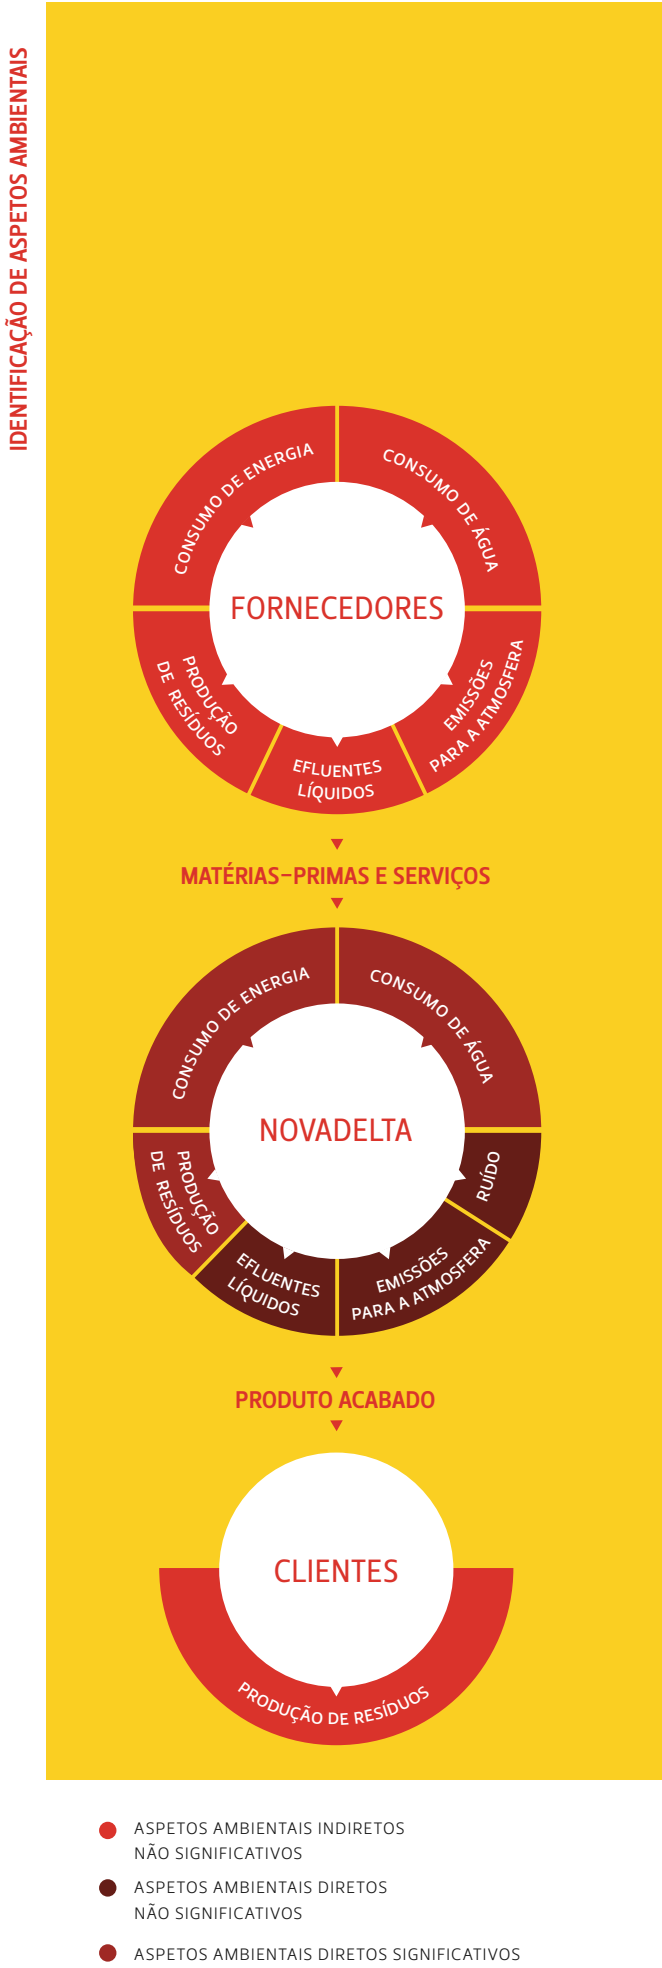 IDENTIFICAÇÃO DE ASPETOS AMBIENTAIS
CONSUMO DE ENERGIA
CONSUMO DE ÁGUA
FORNECEDORES
PRODUÇÃO
DE RESÍDUOS
EFLUENTES
LÍQUIDOS
EMISSÕES
PARA A ATMOSFERA
MATÉRIAS-PRIMAS E SERVIÇOS
CONSUMO DE ENERGIA
CONSUMO DE ÁGUA
NOVADELTA
PRODUÇÃO
DE RESÍDUOS
EFLUENTES
LÍQUIDOS
EMISSÕES
PARA A ATMOSFERA
RUÍDO
PRODUTO ACABADO
CLIENTES
PRODUÇÃO DE RESÍDUOS
ASPETOS AMBIENTAIS INDIRETOS
NÃO SIGNIFICATIVOS
ASPETOS AMBIENTAIS DIRETOS
NÃO SIGNIFICATIVOS
ASPETOS AMBIENTAIS DIRETOS SIGNIFICATIVOS